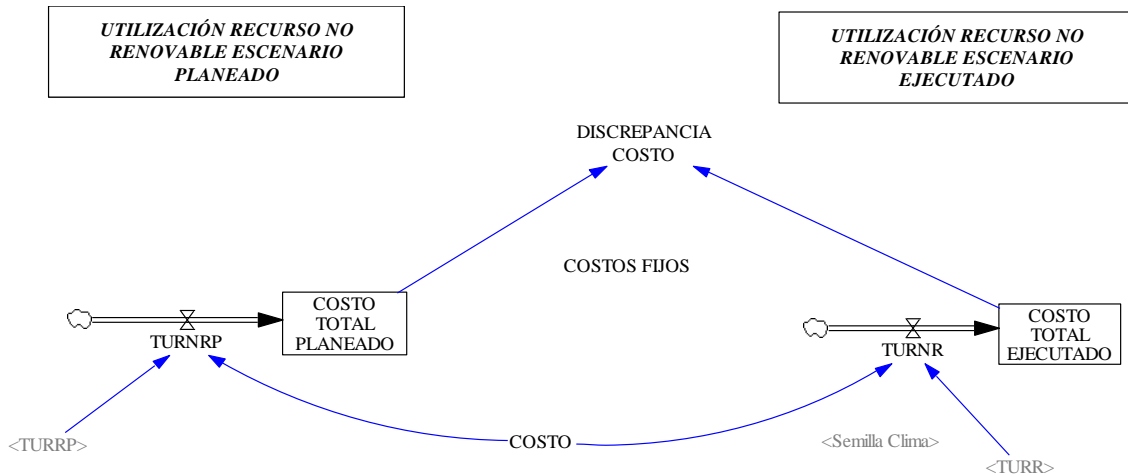 UTILIZACIÓN RECURSO NO
RENOVABLE ESCENARIO
PLANEADO
UTILIZACIÓN RECURSO NO
RENOVABLE ESCENARIO
EJECUTADO
DISCREPANCIA
COSTO
COSTOS FIJOS
COSTO
TOTAL
PLANEADO
TURNRP
COSTO
TOTAL
EJECUTADO
TURNR
<TURRP>
COSTO
<Semilla Clima>
<TURR>